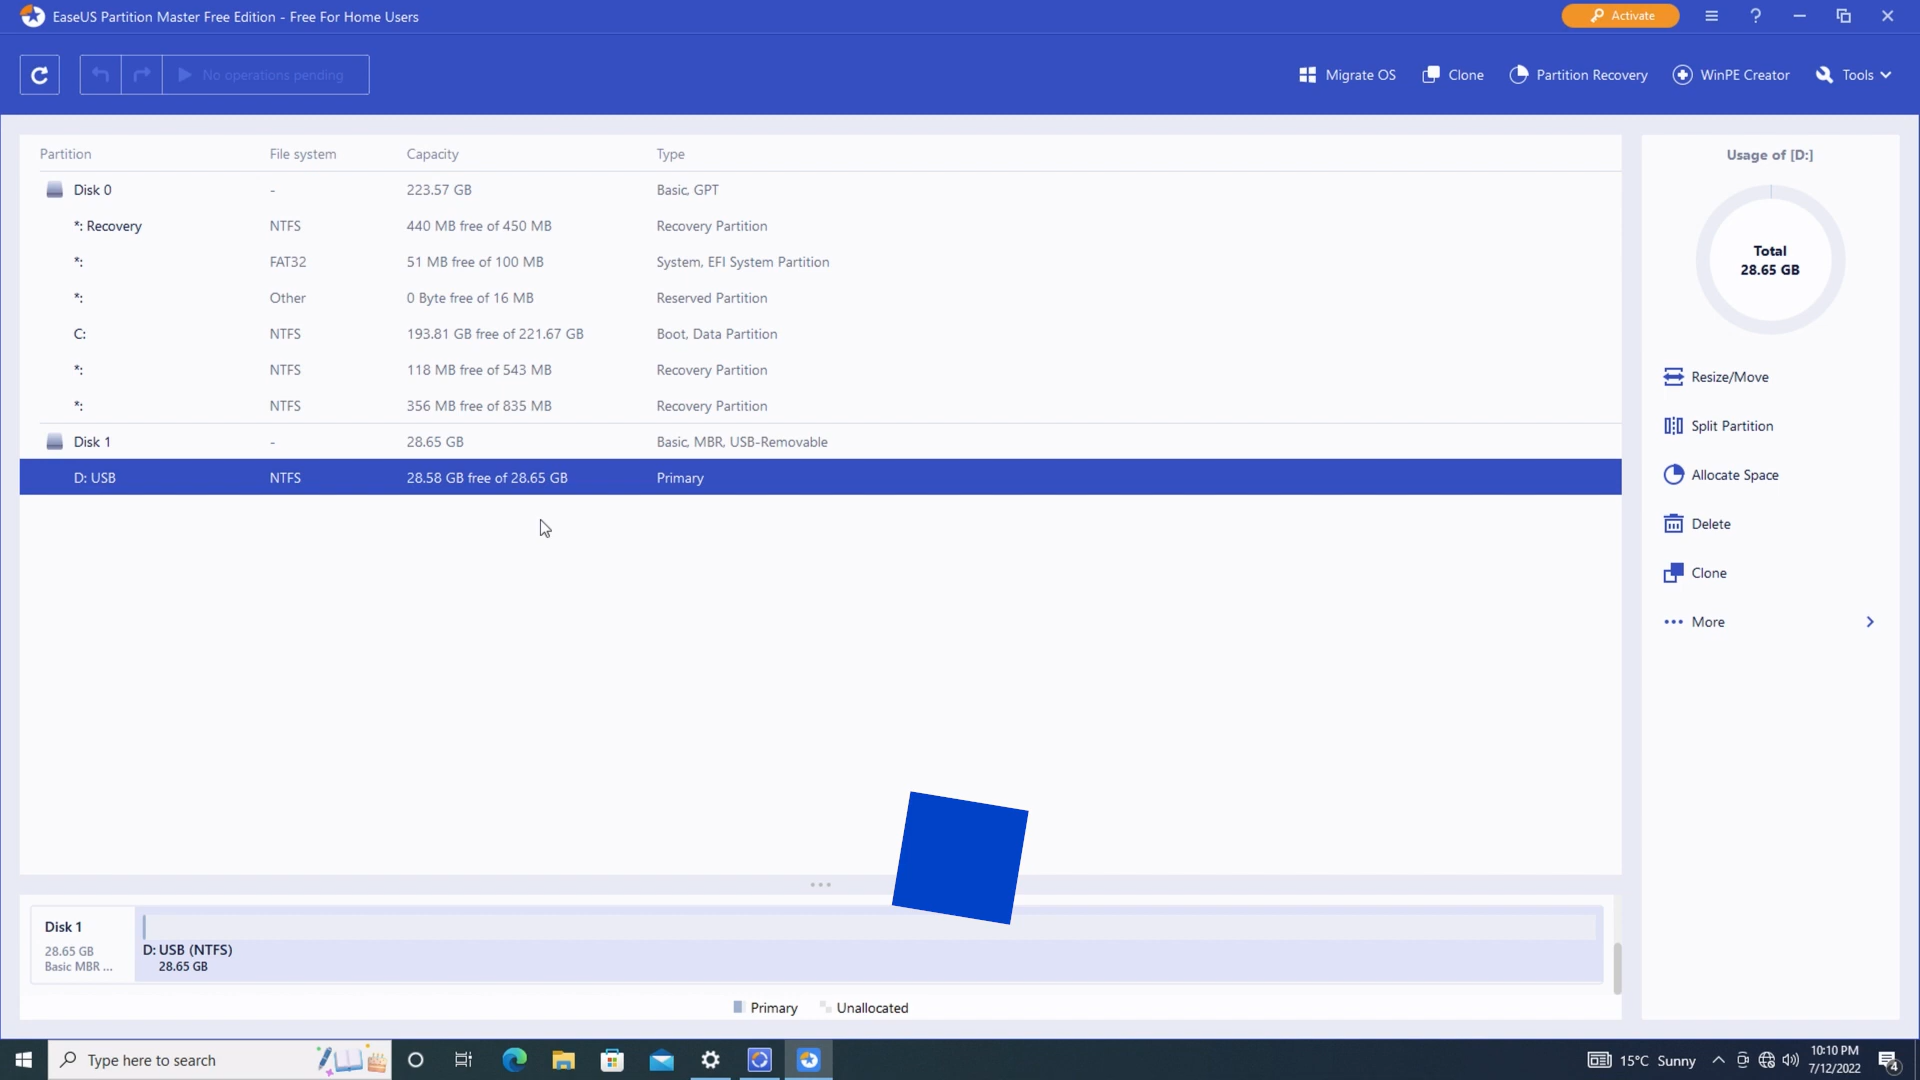 EaseUS Partition Master Free Edition - Free For Home Users
Activate
No operations pending
Migrate OS
Clone
Partition Recovery
WinPE Creator
Tools
Partition File system Capacity Type
Disk 0 - 223.57 GB Basic, GPT
*: Recovery NTFS 440 MB free of 450 MB Recovery Partition
*: FAT32 51 MB free of 100 MB System, EFI System Partition
*: Other 0 Byte free of 16 MB Reserved Partition
C: NTFS 193.81 GB free of 221.67 GB Boot, Data Partition
*: NTFS 118 MB free of 543 MB Recovery Partition
*: NTFS 356 MB free of 835 MB Recovery Partition
Disk 1 - 28.65 GB Basic, MBR, USB-Removable
D: USB NTFS 28.58 GB free of 28.65 GB Primary
Usage of [D:]
Total
28.65 GB
Resize/Move
Split Partition
Allocate Space
Delete
Clone
More
Disk 1
28.65 GB
Basic MBR ...
D: USB (NTFS)
28.65 GB
Primary
Unallocated
Type here to search
15°C Sunny
10:10 PM
7/12/2022
4